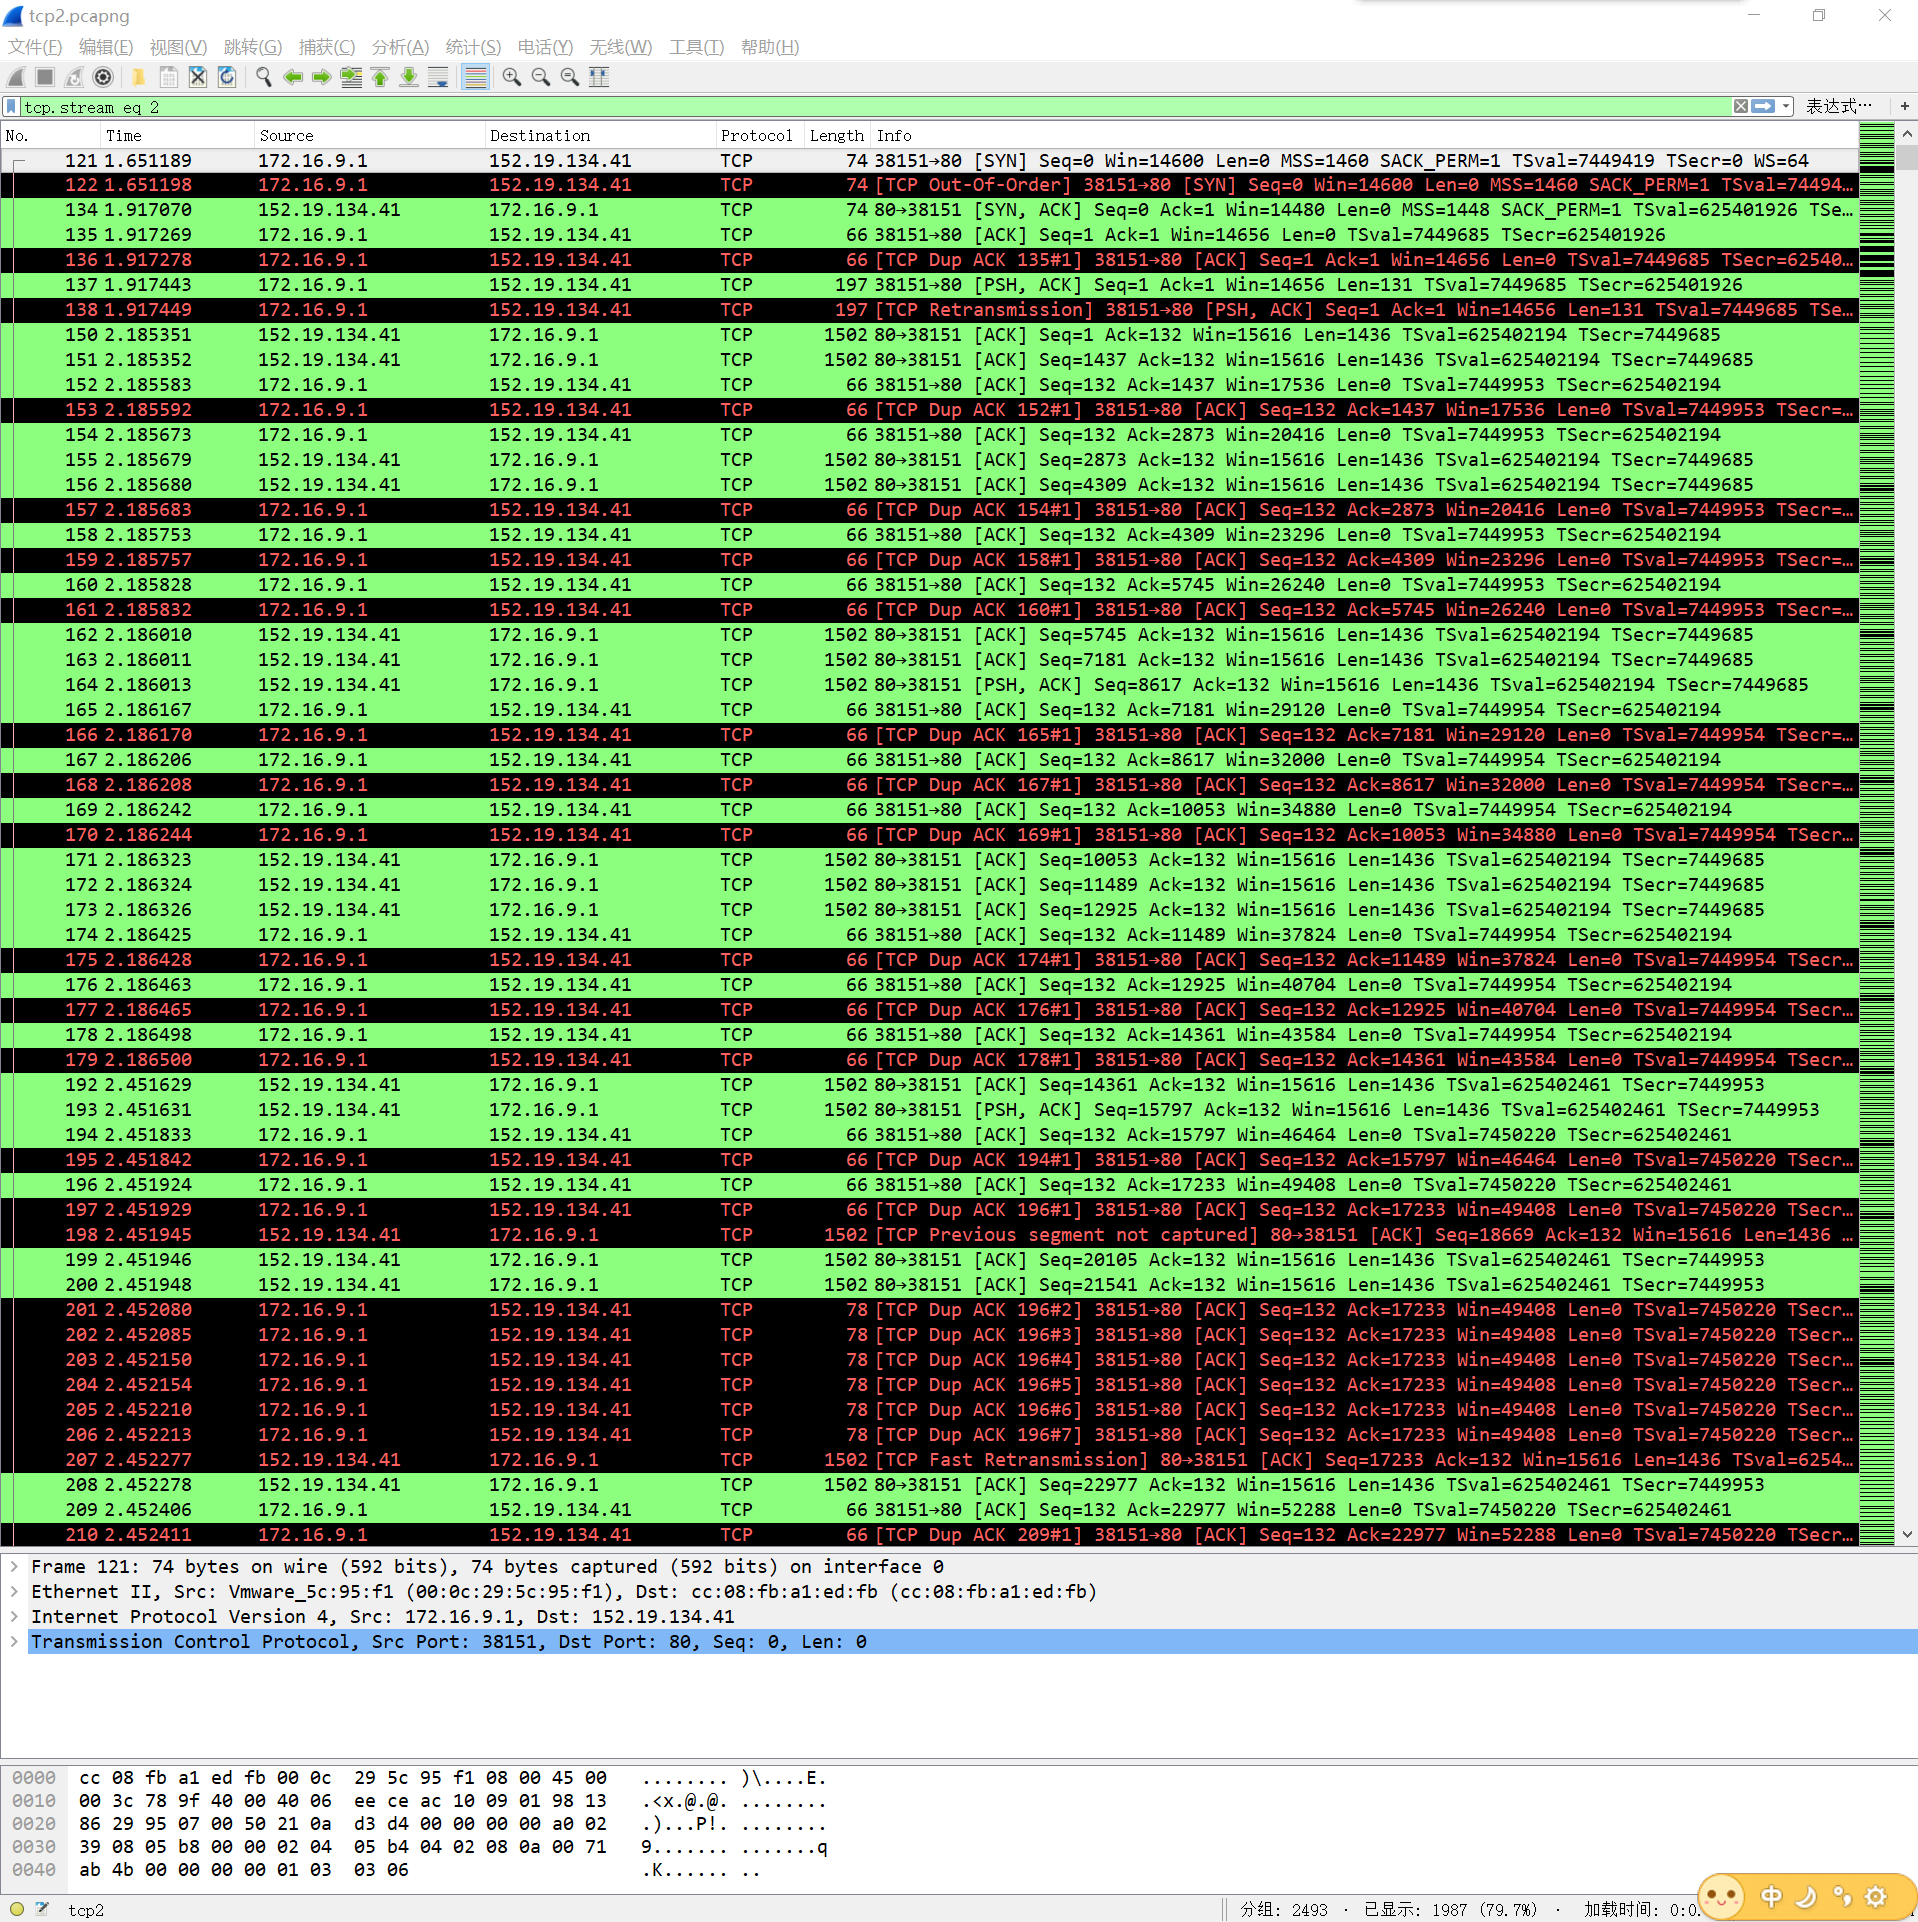 tcp2.pcapng
文件(F) 编辑(E) 视图(V) 跳转(G) 捕获(C) 分析(A) 统计(S) 电话(Y) 无线(W) 工具(T) 帮助(H)
tcp.stream eq 2 表达式… +
No. Time Source Destination Protocol Length Info
121 1.651189 172.16.9.1 152.19.134.41 TCP 74 38151→80 [SYN] Seq=0 Win=14600 Len=0 MSS=1460 SACK_PERM=1 TSval=7449419 TSecr=0 WS=64
122 1.651198 172.16.9.1 152.19.134.41 TCP 74 [TCP Out-Of-Order] 38151→80 [SYN] Seq=0 Win=14600 Len=0 MSS=1460 SACK_PERM=1 TSval=74494…
134 1.917070 152.19.134.41 172.16.9.1 TCP 74 80→38151 [SYN, ACK] Seq=0 Ack=1 Win=14480 Len=0 MSS=1448 SACK_PERM=1 TSval=625401926 TSe…
135 1.917269 172.16.9.1 152.19.134.41 TCP 66 38151→80 [ACK] Seq=1 Ack=1 Win=14656 Len=0 TSval=7449685 TSecr=625401926
136 1.917278 172.16.9.1 152.19.134.41 TCP 66 [TCP Dup ACK 135#1] 38151→80 [ACK] Seq=1 Ack=1 Win=14656 Len=0 TSval=7449685 TSecr=62540…
137 1.917443 172.16.9.1 152.19.134.41 TCP 197 38151→80 [PSH, ACK] Seq=1 Ack=1 Win=14656 Len=131 TSval=7449685 TSecr=625401926
138 1.917449 172.16.9.1 152.19.134.41 TCP 197 [TCP Retransmission] 38151→80 [PSH, ACK] Seq=1 Ack=1 Win=14656 Len=131 TSval=7449685 TSe…
150 2.185351 152.19.134.41 172.16.9.1 TCP 1502 80→38151 [ACK] Seq=1 Ack=132 Win=15616 Len=1436 TSval=625402194 TSecr=7449685
151 2.185352 152.19.134.41 172.16.9.1 TCP 1502 80→38151 [ACK] Seq=1437 Ack=132 Win=15616 Len=1436 TSval=625402194 TSecr=7449685
152 2.185583 172.16.9.1 152.19.134.41 TCP 66 38151→80 [ACK] Seq=132 Ack=1437 Win=17536 Len=0 TSval=7449953 TSecr=625402194
153 2.185592 172.16.9.1 152.19.134.41 TCP 66 [TCP Dup ACK 152#1] 38151→80 [ACK] Seq=132 Ack=1437 Win=17536 Len=0 TSval=7449953 TSecr=…
154 2.185673 172.16.9.1 152.19.134.41 TCP 66 38151→80 [ACK] Seq=132 Ack=2873 Win=20416 Len=0 TSval=7449953 TSecr=625402194
155 2.185679 152.19.134.41 172.16.9.1 TCP 1502 80→38151 [ACK] Seq=2873 Ack=132 Win=15616 Len=1436 TSval=625402194 TSecr=7449685
156 2.185680 152.19.134.41 172.16.9.1 TCP 1502 80→38151 [ACK] Seq=4309 Ack=132 Win=15616 Len=1436 TSval=625402194 TSecr=7449685
157 2.185683 172.16.9.1 152.19.134.41 TCP 66 [TCP Dup ACK 154#1] 38151→80 [ACK] Seq=132 Ack=2873 Win=20416 Len=0 TSval=7449953 TSecr=…
158 2.185753 172.16.9.1 152.19.134.41 TCP 66 38151→80 [ACK] Seq=132 Ack=4309 Win=23296 Len=0 TSval=7449953 TSecr=625402194
159 2.185757 172.16.9.1 152.19.134.41 TCP 66 [TCP Dup ACK 158#1] 38151→80 [ACK] Seq=132 Ack=4309 Win=23296 Len=0 TSval=7449953 TSecr=…
160 2.185828 172.16.9.1 152.19.134.41 TCP 66 38151→80 [ACK] Seq=132 Ack=5745 Win=26240 Len=0 TSval=7449953 TSecr=625402194
161 2.185832 172.16.9.1 152.19.134.41 TCP 66 [TCP Dup ACK 160#1] 38151→80 [ACK] Seq=132 Ack=5745 Win=26240 Len=0 TSval=7449953 TSecr=…
162 2.186010 152.19.134.41 172.16.9.1 TCP 1502 80→38151 [ACK] Seq=5745 Ack=132 Win=15616 Len=1436 TSval=625402194 TSecr=7449685
163 2.186011 152.19.134.41 172.16.9.1 TCP 1502 80→38151 [ACK] Seq=7181 Ack=132 Win=15616 Len=1436 TSval=625402194 TSecr=7449685
164 2.186013 152.19.134.41 172.16.9.1 TCP 1502 80→38151 [PSH, ACK] Seq=8617 Ack=132 Win=15616 Len=1436 TSval=625402194 TSecr=7449685
165 2.186167 172.16.9.1 152.19.134.41 TCP 66 38151→80 [ACK] Seq=132 Ack=7181 Win=29120 Len=0 TSval=7449954 TSecr=625402194
166 2.186170 172.16.9.1 152.19.134.41 TCP 66 [TCP Dup ACK 165#1] 38151→80 [ACK] Seq=132 Ack=7181 Win=29120 Len=0 TSval=7449954 TSecr=…
167 2.186206 172.16.9.1 152.19.134.41 TCP 66 38151→80 [ACK] Seq=132 Ack=8617 Win=32000 Len=0 TSval=7449954 TSecr=625402194
168 2.186208 172.16.9.1 152.19.134.41 TCP 66 [TCP Dup ACK 167#1] 38151→80 [ACK] Seq=132 Ack=8617 Win=32000 Len=0 TSval=7449954 TSecr=…
169 2.186242 172.16.9.1 152.19.134.41 TCP 66 38151→80 [ACK] Seq=132 Ack=10053 Win=34880 Len=0 TSval=7449954 TSecr=625402194
170 2.186244 172.16.9.1 152.19.134.41 TCP 66 [TCP Dup ACK 169#1] 38151→80 [ACK] Seq=132 Ack=10053 Win=34880 Len=0 TSval=7449954 TSecr…
171 2.186323 152.19.134.41 172.16.9.1 TCP 1502 80→38151 [ACK] Seq=10053 Ack=132 Win=15616 Len=1436 TSval=625402194 TSecr=7449685
172 2.186324 152.19.134.41 172.16.9.1 TCP 1502 80→38151 [ACK] Seq=11489 Ack=132 Win=15616 Len=1436 TSval=625402194 TSecr=7449685
173 2.186326 152.19.134.41 172.16.9.1 TCP 1502 80→38151 [ACK] Seq=12925 Ack=132 Win=15616 Len=1436 TSval=625402194 TSecr=7449685
174 2.186425 172.16.9.1 152.19.134.41 TCP 66 38151→80 [ACK] Seq=132 Ack=11489 Win=37824 Len=0 TSval=7449954 TSecr=625402194
175 2.186428 172.16.9.1 152.19.134.41 TCP 66 [TCP Dup ACK 174#1] 38151→80 [ACK] Seq=132 Ack=11489 Win=37824 Len=0 TSval=7449954 TSecr…
176 2.186463 172.16.9.1 152.19.134.41 TCP 66 38151→80 [ACK] Seq=132 Ack=12925 Win=40704 Len=0 TSval=7449954 TSecr=625402194
177 2.186465 172.16.9.1 152.19.134.41 TCP 66 [TCP Dup ACK 176#1] 38151→80 [ACK] Seq=132 Ack=12925 Win=40704 Len=0 TSval=7449954 TSecr…
178 2.186498 172.16.9.1 152.19.134.41 TCP 66 38151→80 [ACK] Seq=132 Ack=14361 Win=43584 Len=0 TSval=7449954 TSecr=625402194
179 2.186500 172.16.9.1 152.19.134.41 TCP 66 [TCP Dup ACK 178#1] 38151→80 [ACK] Seq=132 Ack=14361 Win=43584 Len=0 TSval=7449954 TSecr…
192 2.451629 152.19.134.41 172.16.9.1 TCP 1502 80→38151 [ACK] Seq=14361 Ack=132 Win=15616 Len=1436 TSval=625402461 TSecr=7449953
193 2.451631 152.19.134.41 172.16.9.1 TCP 1502 80→38151 [PSH, ACK] Seq=15797 Ack=132 Win=15616 Len=1436 TSval=625402461 TSecr=7449953
194 2.451833 172.16.9.1 152.19.134.41 TCP 66 38151→80 [ACK] Seq=132 Ack=15797 Win=46464 Len=0 TSval=7450220 TSecr=625402461
195 2.451842 172.16.9.1 152.19.134.41 TCP 66 [TCP Dup ACK 194#1] 38151→80 [ACK] Seq=132 Ack=15797 Win=46464 Len=0 TSval=7450220 TSecr…
196 2.451924 172.16.9.1 152.19.134.41 TCP 66 38151→80 [ACK] Seq=132 Ack=17233 Win=49408 Len=0 TSval=7450220 TSecr=625402461
197 2.451929 172.16.9.1 152.19.134.41 TCP 66 [TCP Dup ACK 196#1] 38151→80 [ACK] Seq=132 Ack=17233 Win=49408 Len=0 TSval=7450220 TSecr…
198 2.451945 152.19.134.41 172.16.9.1 TCP 1502 [TCP Previous segment not captured] 80→38151 [ACK] Seq=18669 Ack=132 Win=15616 Len=1436 …
199 2.451946 152.19.134.41 172.16.9.1 TCP 1502 80→38151 [ACK] Seq=20105 Ack=132 Win=15616 Len=1436 TSval=625402461 TSecr=7449953
200 2.451948 152.19.134.41 172.16.9.1 TCP 1502 80→38151 [ACK] Seq=21541 Ack=132 Win=15616 Len=1436 TSval=625402461 TSecr=7449953
201 2.452080 172.16.9.1 152.19.134.41 TCP 78 [TCP Dup ACK 196#2] 38151→80 [ACK] Seq=132 Ack=17233 Win=49408 Len=0 TSval=7450220 TSecr…
202 2.452085 172.16.9.1 152.19.134.41 TCP 78 [TCP Dup ACK 196#3] 38151→80 [ACK] Seq=132 Ack=17233 Win=49408 Len=0 TSval=7450220 TSecr…
203 2.452150 172.16.9.1 152.19.134.41 TCP 78 [TCP Dup ACK 196#4] 38151→80 [ACK] Seq=132 Ack=17233 Win=49408 Len=0 TSval=7450220 TSecr…
204 2.452154 172.16.9.1 152.19.134.41 TCP 78 [TCP Dup ACK 196#5] 38151→80 [ACK] Seq=132 Ack=17233 Win=49408 Len=0 TSval=7450220 TSecr…
205 2.452210 172.16.9.1 152.19.134.41 TCP 78 [TCP Dup ACK 196#6] 38151→80 [ACK] Seq=132 Ack=17233 Win=49408 Len=0 TSval=7450220 TSecr…
206 2.452213 172.16.9.1 152.19.134.41 TCP 78 [TCP Dup ACK 196#7] 38151→80 [ACK] Seq=132 Ack=17233 Win=49408 Len=0 TSval=7450220 TSecr…
207 2.452277 152.19.134.41 172.16.9.1 TCP 1502 [TCP Fast Retransmission] 80→38151 [ACK] Seq=17233 Ack=132 Win=15616 Len=1436 TSval=6254…
208 2.452278 152.19.134.41 172.16.9.1 TCP 1502 80→38151 [ACK] Seq=22977 Ack=132 Win=15616 Len=1436 TSval=625402461 TSecr=7449953
209 2.452406 172.16.9.1 152.19.134.41 TCP 66 38151→80 [ACK] Seq=132 Ack=22977 Win=52288 Len=0 TSval=7450220 TSecr=625402461
210 2.452411 172.16.9.1 152.19.134.41 TCP 66 [TCP Dup ACK 209#1] 38151→80 [ACK] Seq=132 Ack=22977 Win=52288 Len=0 TSval=7450220 TSecr…
Frame 121: 74 bytes on wire (592 bits), 74 bytes captured (592 bits) on interface 0
Ethernet II, Src: Vmware_5c:95:f1 (00:0c:29:5c:95:f1), Dst: cc:08:fb:a1:ed:fb (cc:08:fb:a1:ed:fb)
Internet Protocol Version 4, Src: 172.16.9.1, Dst: 152.19.134.41
Transmission Control Protocol, Src Port: 38151, Dst Port: 80, Seq: 0, Len: 0
0000 cc 08 fb a1 ed fb 00 0c 29 5c 95 f1 08 00 45 00 ........ )\....E.
0010 00 3c 78 9f 40 00 40 06 ee ce ac 10 09 01 98 13 .<x.@.@. ........
0020 86 29 95 07 00 50 21 0a d3 d4 00 00 00 00 a0 02 .)...P!. ........
0030 39 08 05 b8 00 00 02 04 05 b4 04 02 08 0a 00 71 9....... .......q
0040 ab 4b 00 00 00 00 01 03 03 06 .K...... ..
tcp2 分组: 2493 · 已显示: 1987 (79.7%) · 加载时间: 0:0. 中